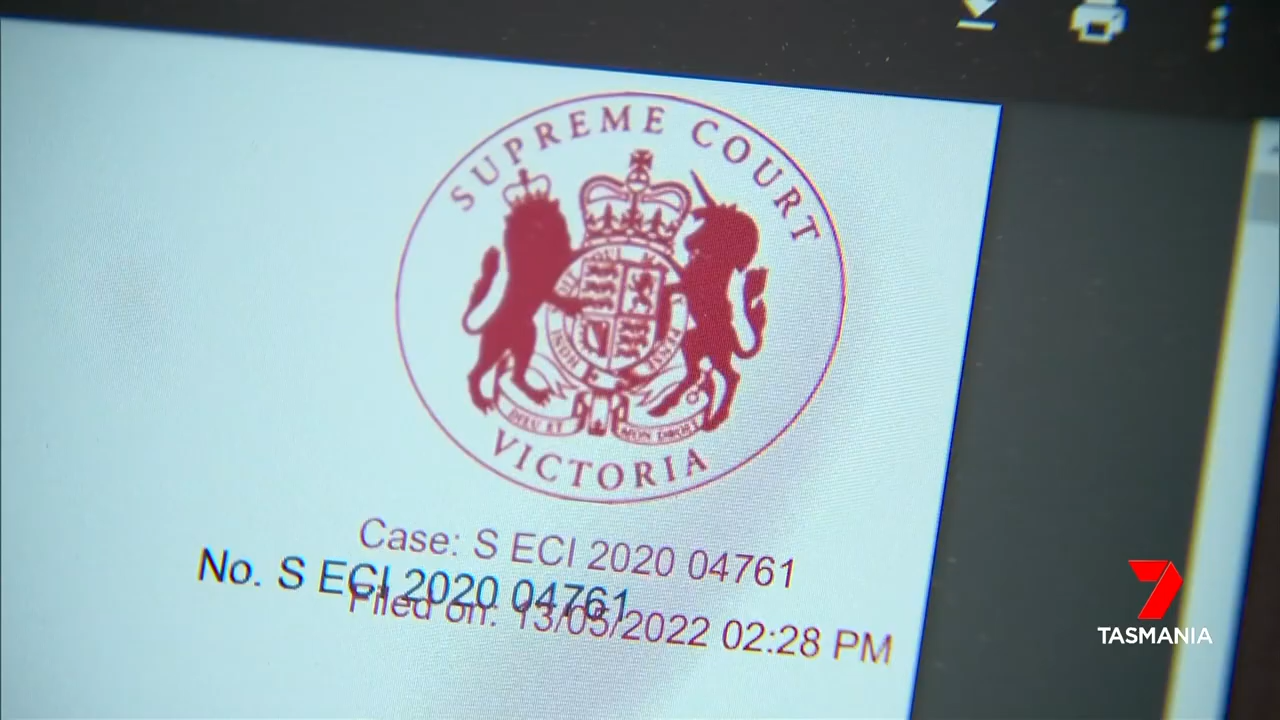 SUPREME COURT
VICTORIA
Case: S ECI 2020 04761
No. S ECI 2020 04761
Filed on: 13/05/2022 02:28 PM
7
TASMANIA